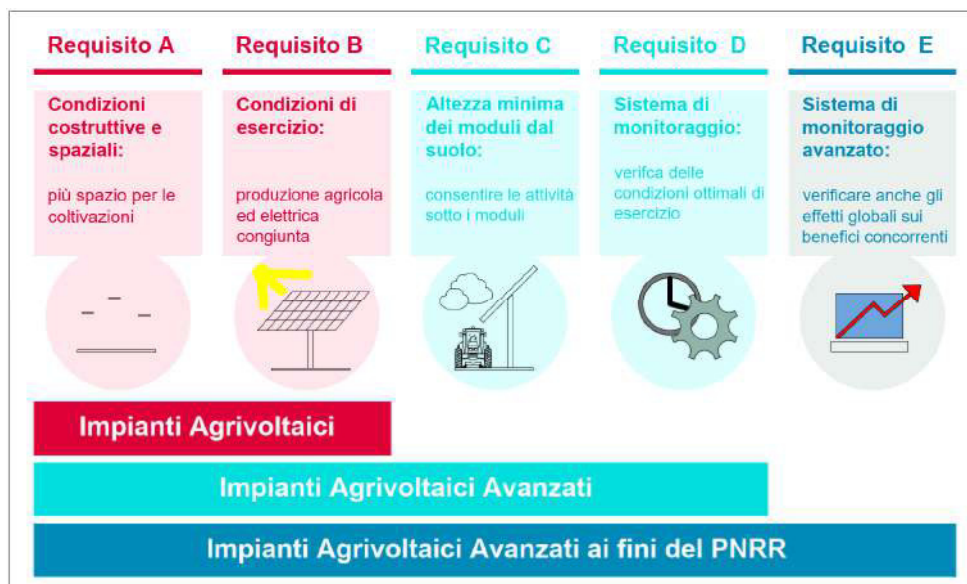 Requisito A
Requisito B
Requisito C
Requisito D
Requisito E
Condizioni
costruttive e
spaziali:
più spazio per le
coltivazioni
Condizioni di
esercizio:
produzione agricola
ed elettrica
congiunta
Altezza minima
dei moduli dal
suolo:
consentire le attività
sotto i moduli
Sistema di
monitoraggio:
verifca delle
condizioni ottimali di
esercizio
Sistema di
monitoraggio
avanzato:
verificare anche gli
effetti globali sui
benefici concorrenti
Impianti Agrivoltaici
Impianti Agrivoltaici Avanzati
Impianti Agrivoltaici Avanzati ai fini del PNRR